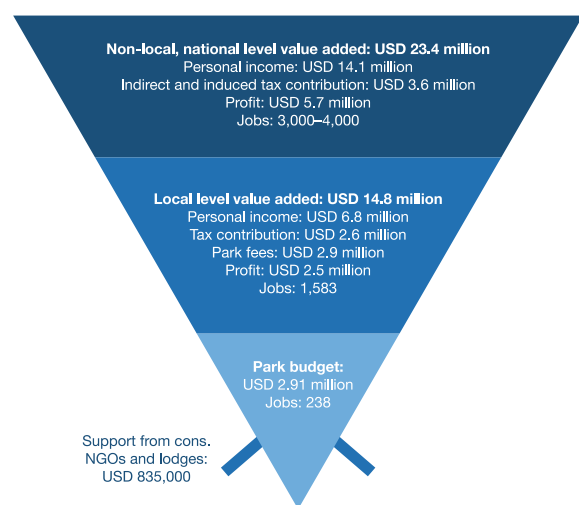 Non-local, national level value added: USD 23.4 million
Personal income: USD 14.1 million
Indirect and induced tax contribution: USD 3.6 million
Profit: USD 5.7 million
Jobs: 3,000–4,000
Local level value added: USD 14.8 million
Personal income: USD 6.8 million
Tax contribution: USD 2.6 million
Park fees: USD 2.9 million
Profit: USD 2.5 million
Jobs: 1,583
Park budget:
USD 2.91 million
Jobs: 238
Support from cons.
NGOs and lodges:
USD 835,000